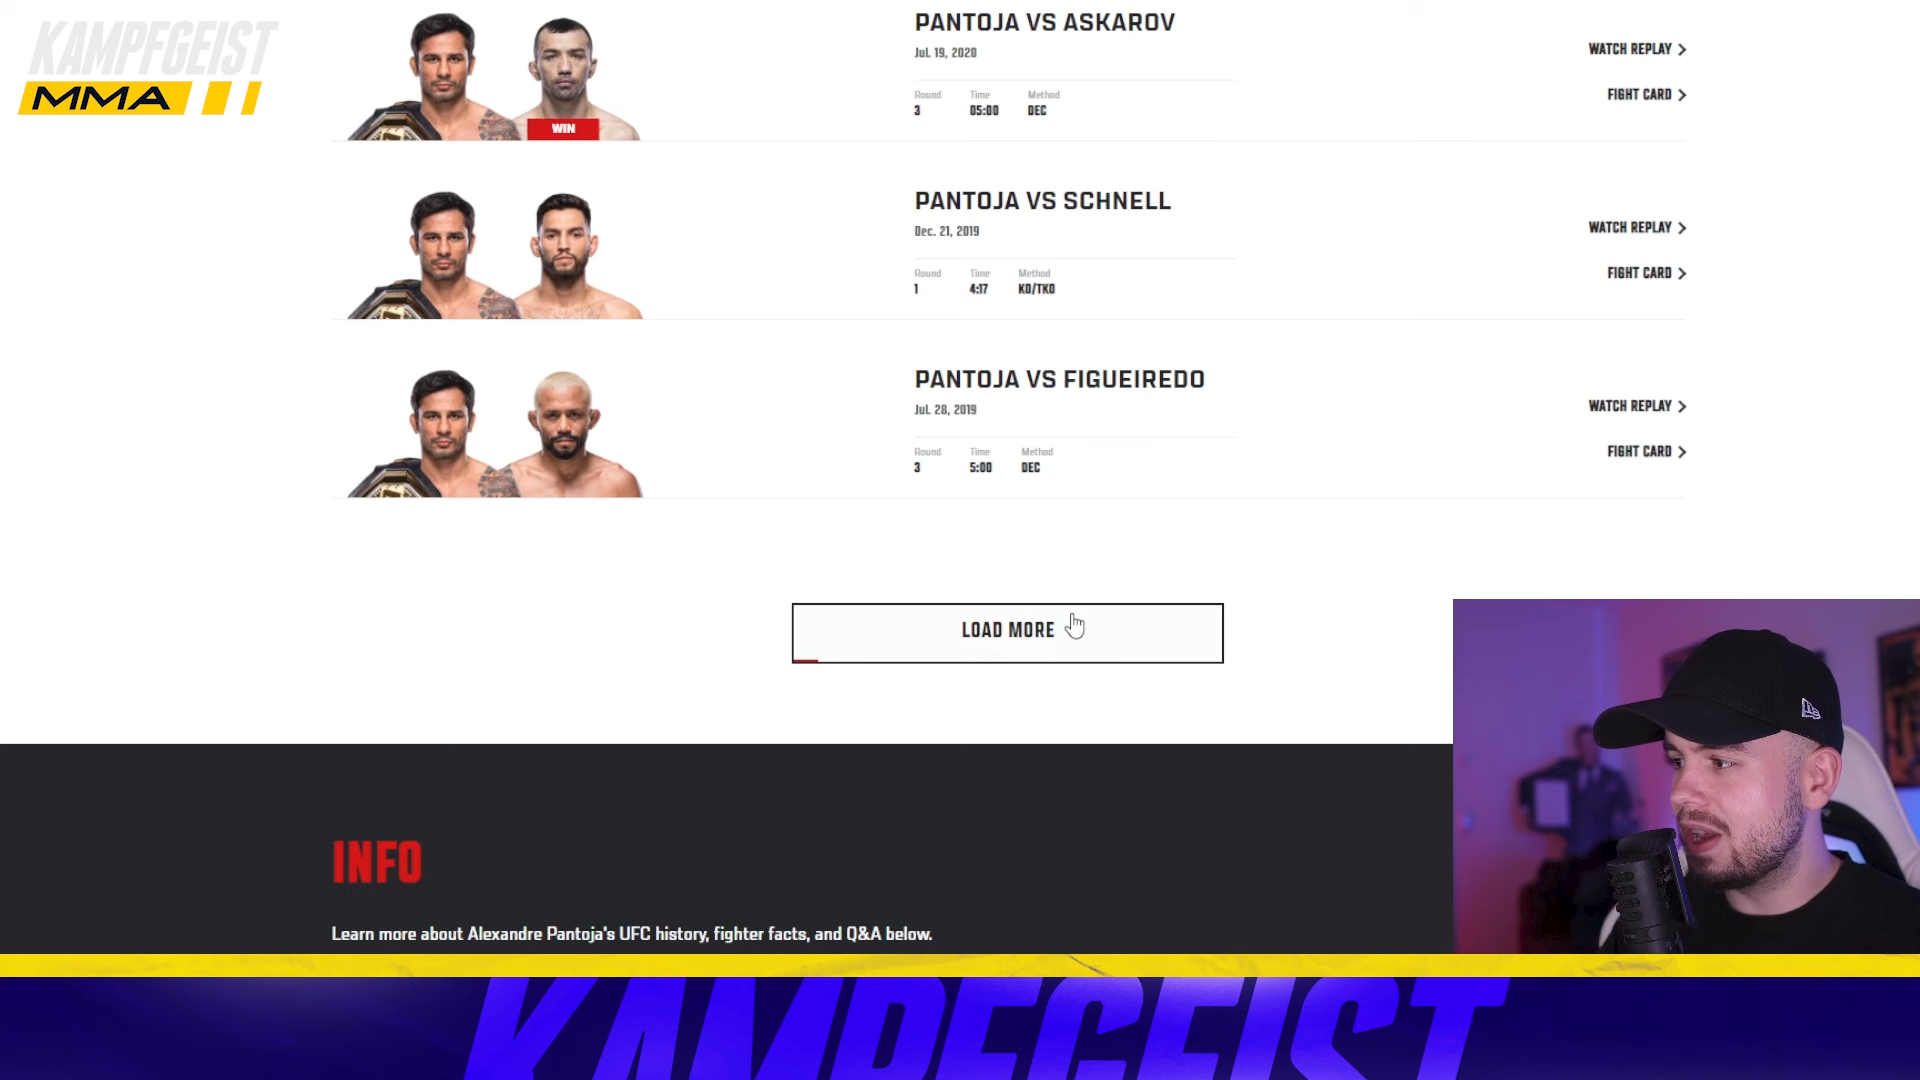 KAMPFGEIST
MMA
PANTOJA VS ASKAROV
Jul. 19, 2020
Round Time Method
3 05:00 DEC
WIN
WATCH REPLAY
FIGHT CARD
PANTOJA VS SCHNELL
Dec. 21, 2019
Round Time Method
1 4:17 KO/TKO
WATCH REPLAY
FIGHT CARD
PANTOJA VS FIGUEIREDO
Jul. 28, 2019
Round Time Method
3 5:00 DEC
WATCH REPLAY
FIGHT CARD
LOAD MORE
INFO
Learn more about Alexandre Pantoja's UFC history, fighter facts, and Q&A below.
KAMPFGEIST